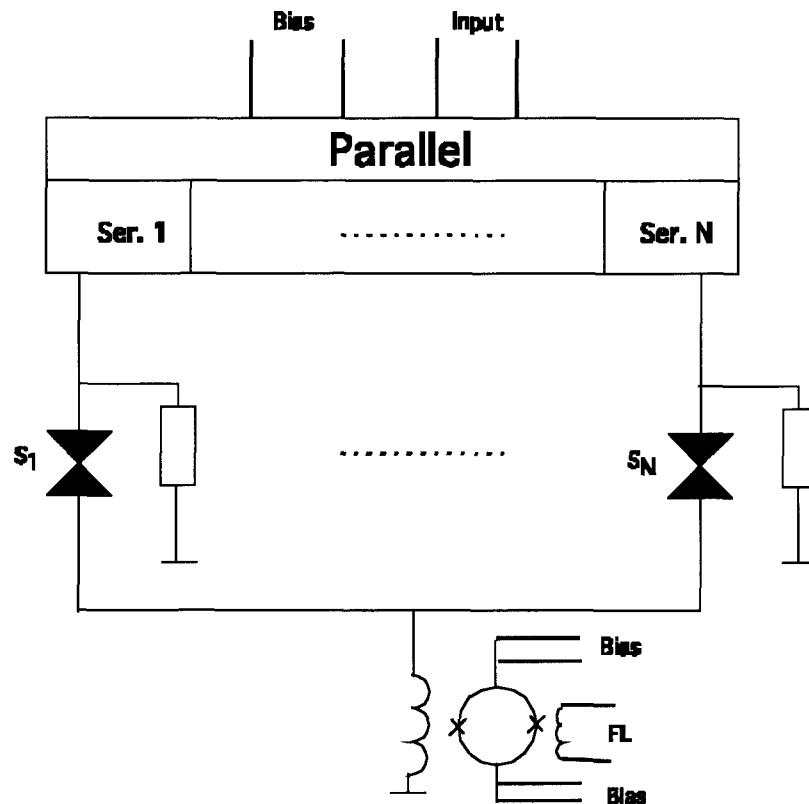 Bias Input
Parallel
Ser. 1 ............... Ser. N
S1 ............... SN
Bias
FL
Bias